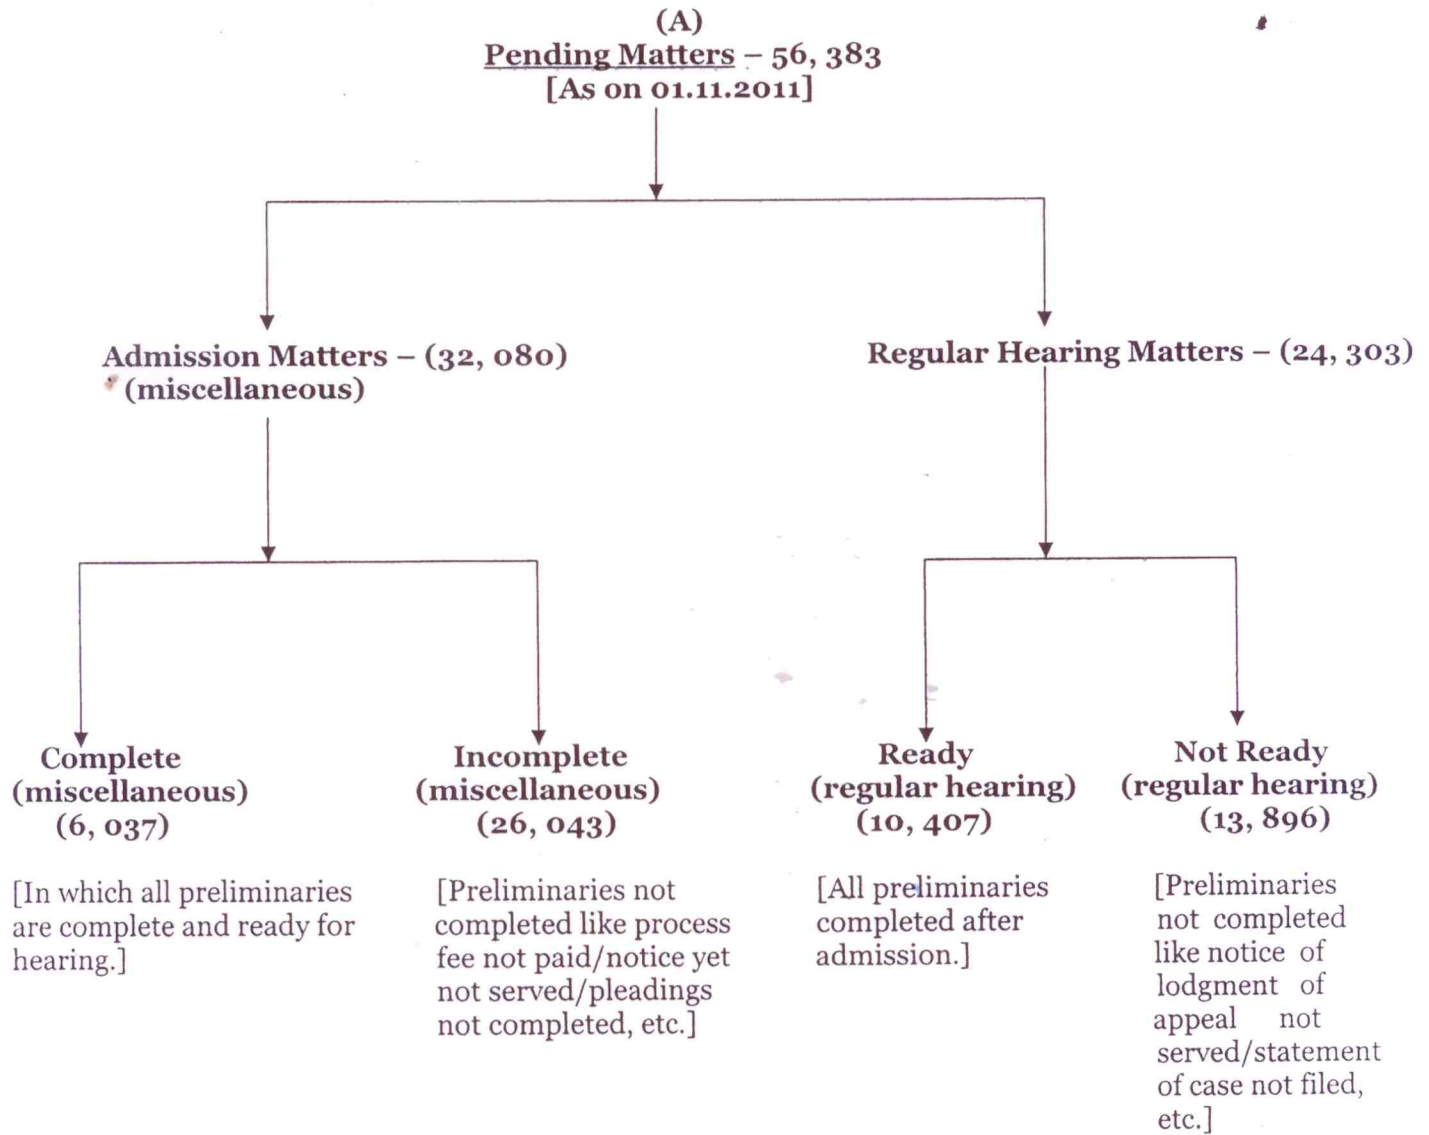 (A)
Pending Matters – 56, 383
[As on 01.11.2011]
Admission Matters – (32, 080)
(miscellaneous)
Regular Hearing Matters – (24, 303)
Complete
(miscellaneous)
(6, 037)
[In which all preliminaries
are complete and ready for
hearing.]
Incomplete
(miscellaneous)
(26, 043)
[Preliminaries not
completed like process
fee not paid/notice yet
not served/pleadings
not completed, etc.]
Ready
(regular hearing)
(10, 407)
[All preliminaries
completed after
admission.]
Not Ready
(regular hearing)
(13, 896)
[Preliminaries
not completed
like notice of
lodgment of
appeal not
served/statement
of case not filed,
etc.]